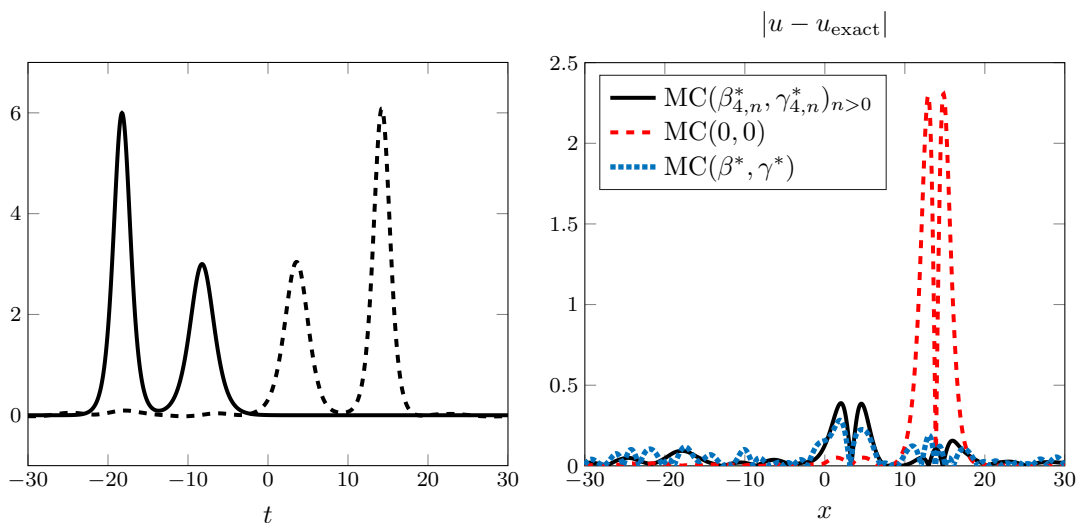 |u − u_exact|
6
4
2
0
−30 −20 −10 0 10 20 30
t
2.5
2
1.5
1
0.5
0
−30 −20 −10 0 10 20 30
x
MC(β*_{4,n}, γ*_{4,n})_{n>0}
MC(0, 0)
MC(β*, γ*)